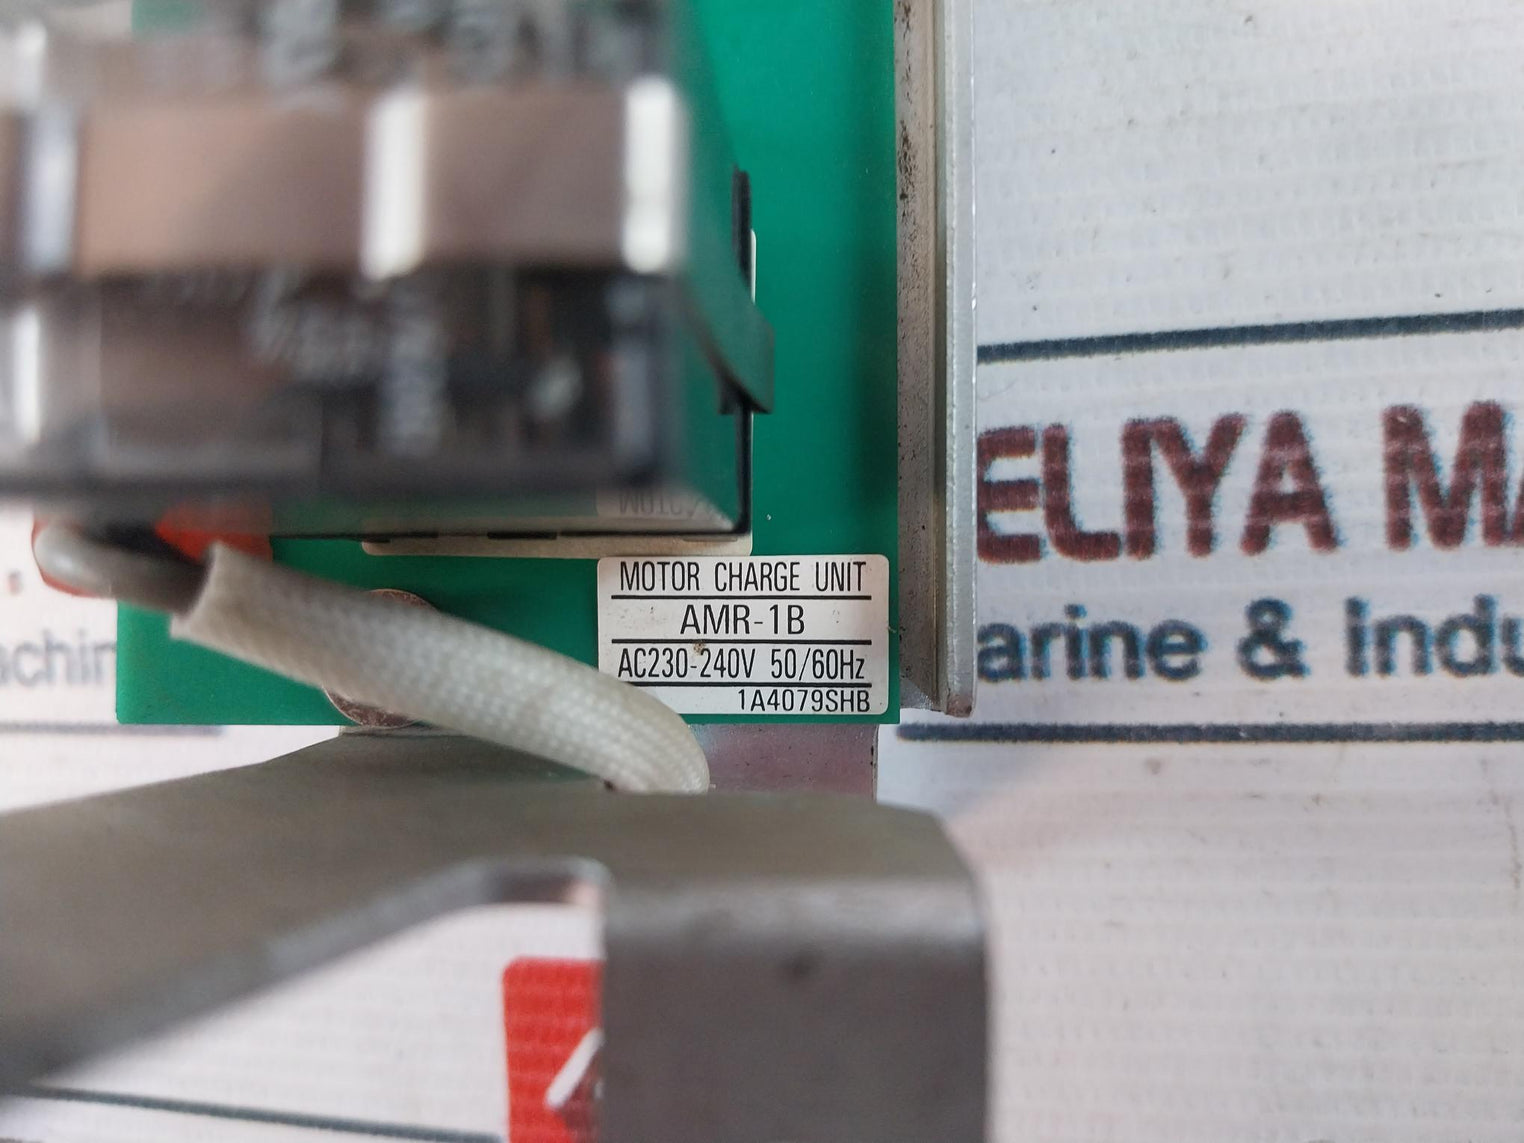 MOTOR CHARGE UNIT
AMR-1B
AC230-240V 50/60Hz
1A4079SHB
ELIYA MA
arine & Indu
achin